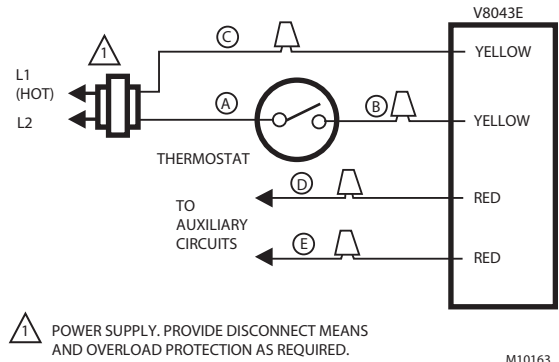 V8043E
C
YELLOW
1
L1
(HOT)
A
B
L2
YELLOW
THERMOSTAT
D
RED
TO
AUXILIARY
CIRCUITS
E
RED
1
POWER SUPPLY. PROVIDE DISCONNECT MEANS
AND OVERLOAD PROTECTION AS REQUIRED.
M10163